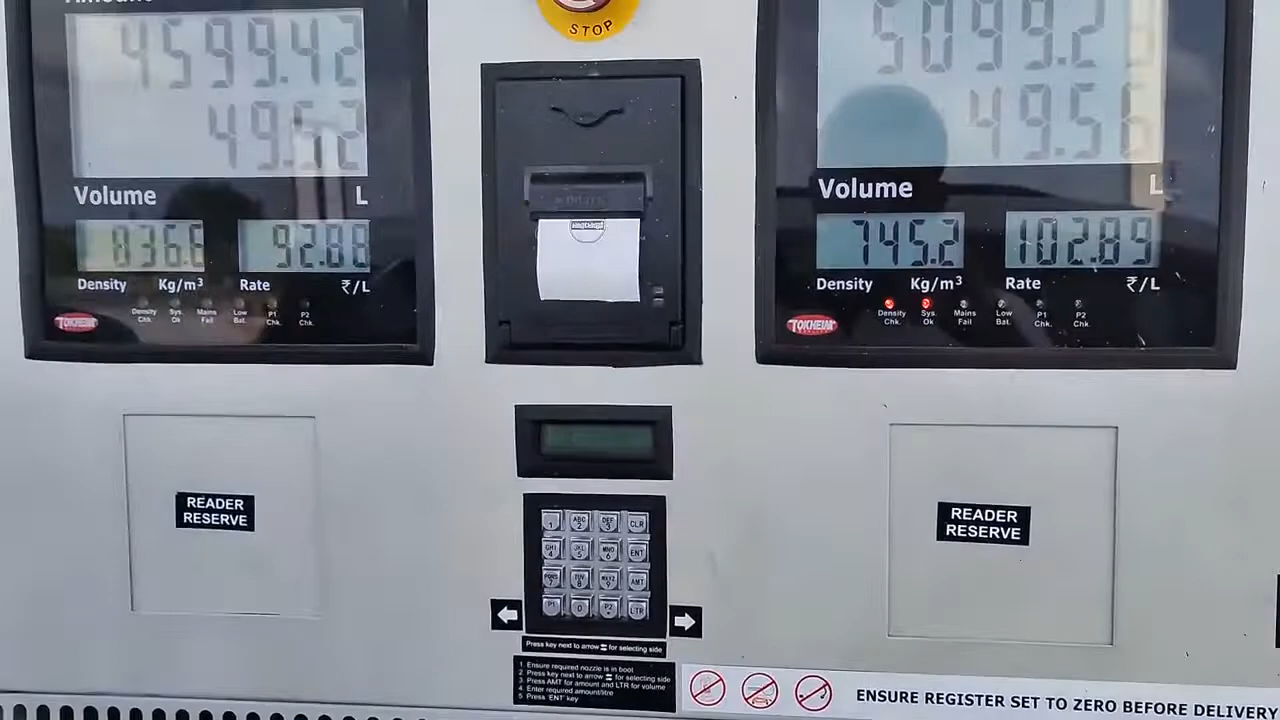 4599.42
49.52
Volume L
836.6 92.88
Density Kg/m³ Rate ₹/L
Density Chk. Sys. Ok Mains Fail Low Bat. P1 Chk. P2 Chk.
TOKHEIM
STOP
5099.2
49.5
Volume L
745.2 102.89
Density Kg/m³ Rate ₹/L
Density Chk. Sys. Ok Mains Fail Low Bat. P1 Chk. P2 Chk.
TOKHEIM
READER
RESERVE
1 ABC 2 DEF 3 CLR
GHI 4 JKL 5 MNO 6 ENT
PQRS 7 TUV 8 WXYZ 9 AMT
P1 0 P2 LTR
Press key next to arrow for selecting side
1. Ensure required nozzle is in boot
2 Press key next to arrow for selecting side
3. Press AMT for amount and LTR for volume
4. Enter required amount/litre
5 Press 'ENT' key
READER
RESERVE
ENSURE REGISTER SET TO ZERO BEFORE DELIVERY